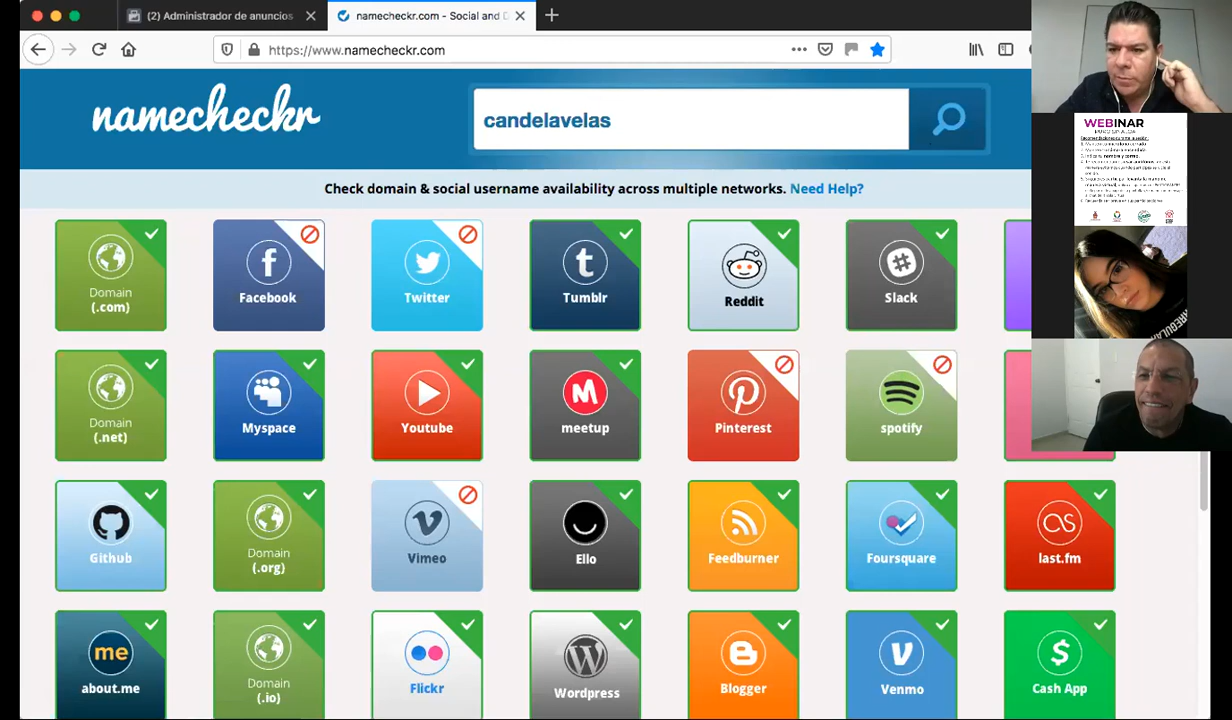 (2) Administrador de anuncios
namecheckr.com - Social and D
https://www.namecheckr.com
namecheckr
candelavelas
Check domain & social username availability across multiple networks. Need Help?
Domain
(.com)
Facebook
Twitter
Tumblr
Reddit
Slack
Domain
(.net)
Myspace
Youtube
meetup
Pinterest
spotify
Github
Domain
(.org)
Vimeo
Ello
Feedburner
Foursquare
last.fm
me
about.me
Domain
(.io)
Flickr
Wordpress
Blogger
Venmo
Cash App
WEBINAR